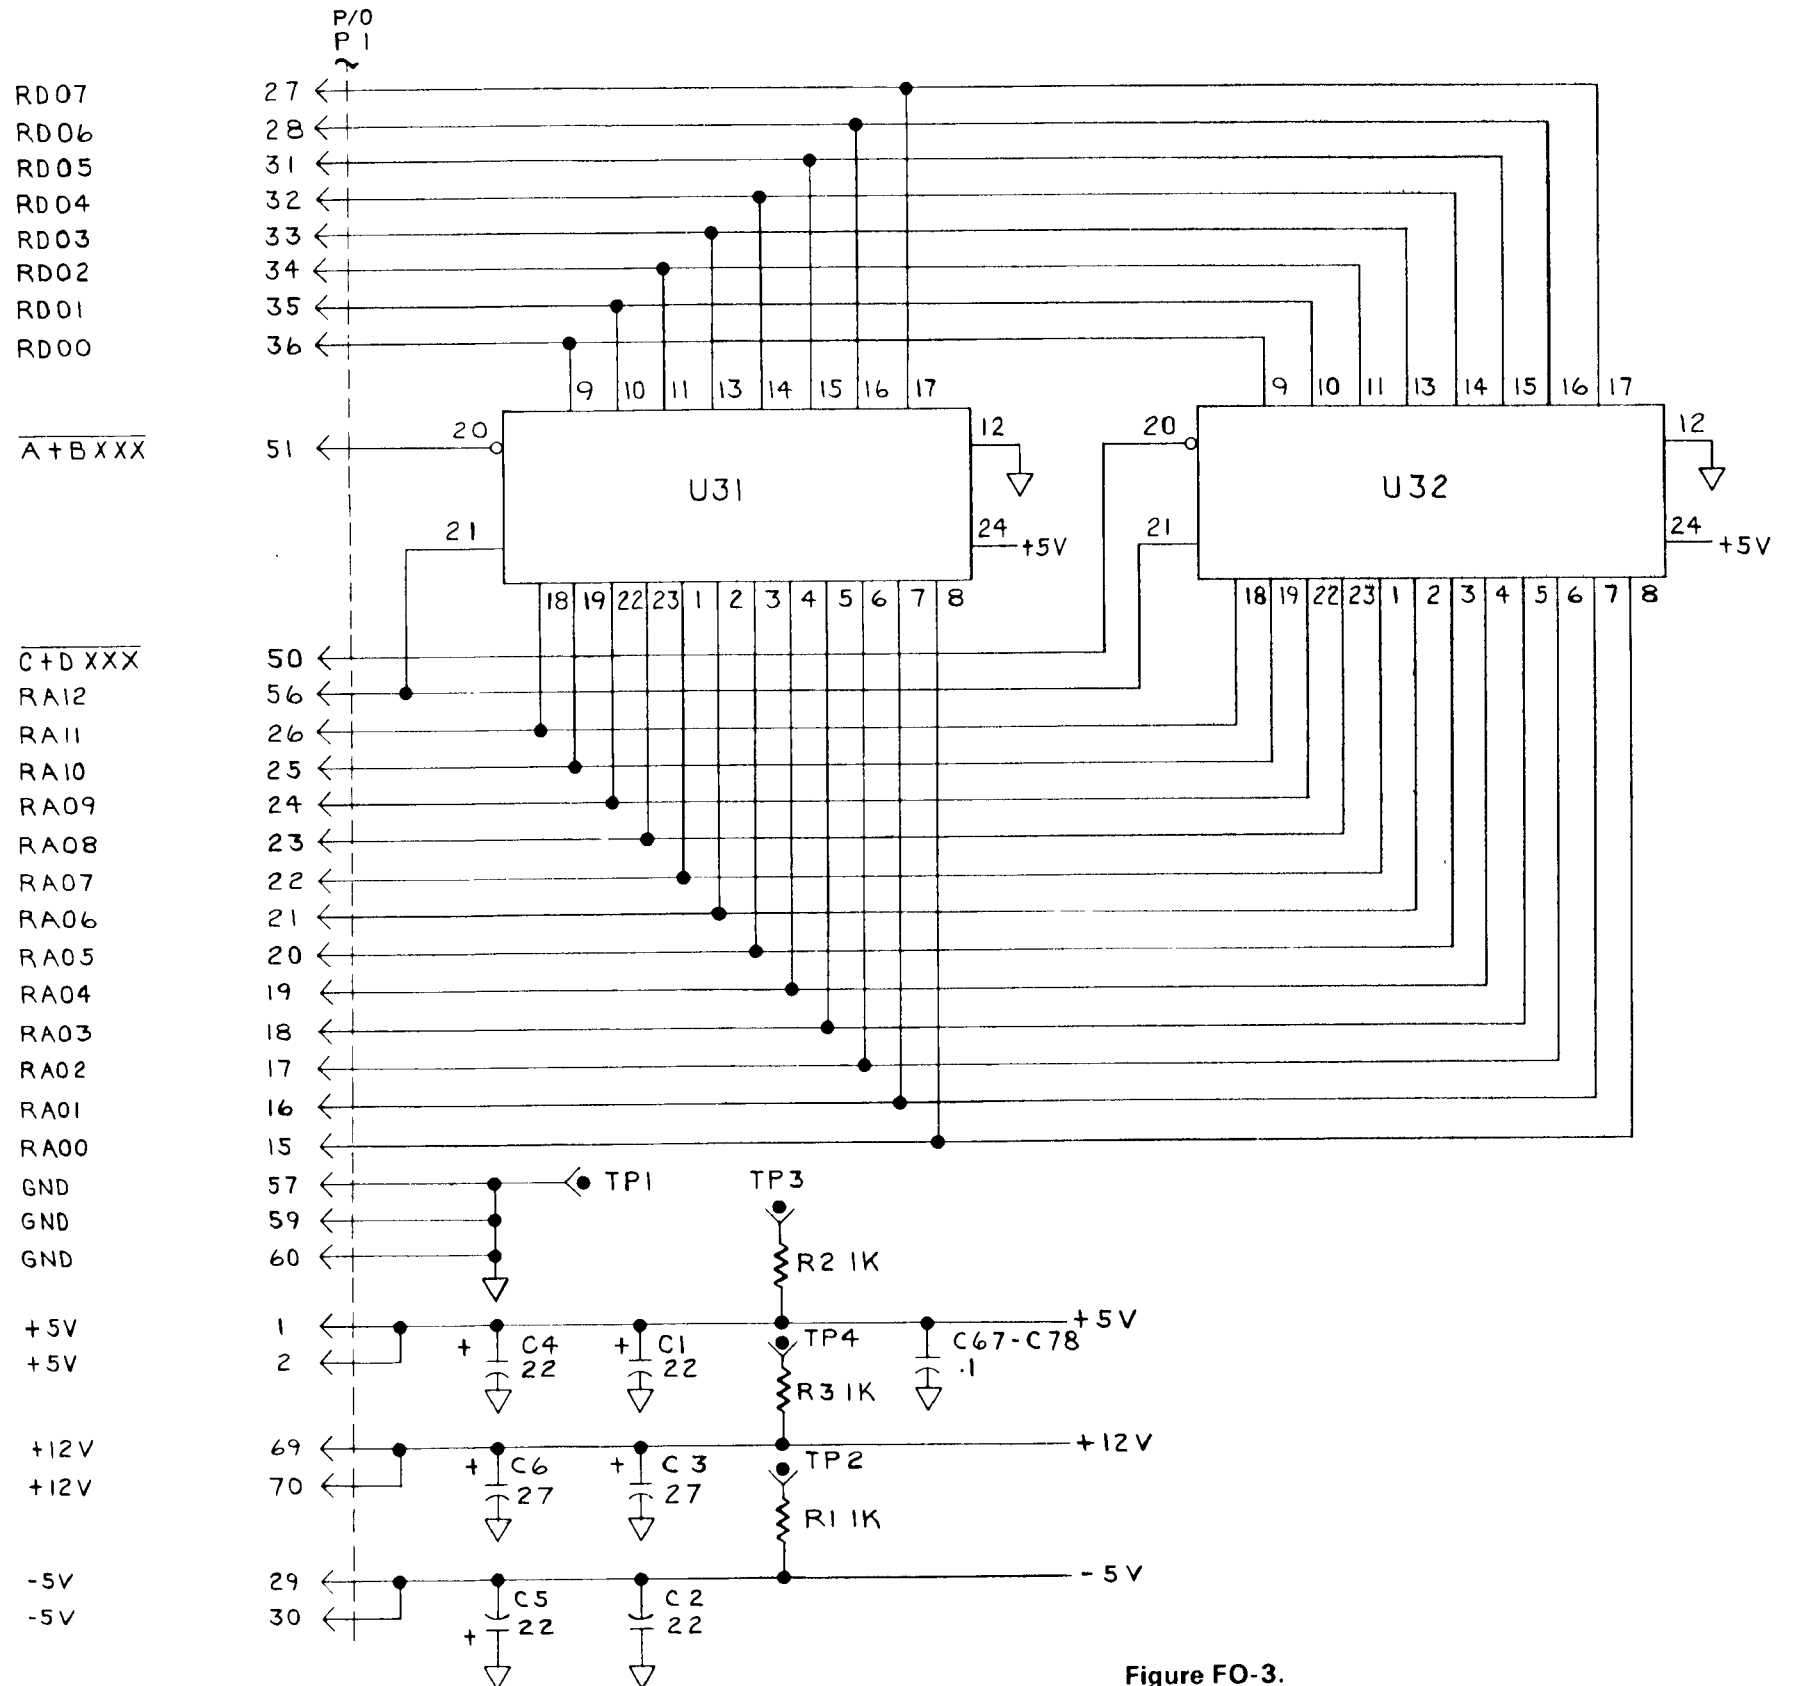 P/O
P1
RD07 27
RD06 28
RD05 31
RD04 32
RD03 33
RD02 34
RD01 35
RD00 36
9 10 11 13 14 15 16 17
9 10 11 13 14 15 16 17
A+BXXX 51
20
12
U31
21
24
+5V
20
12
U32
21
24
+5V
18 19 22 23 1 2 3 4 5 6 7 8
18 19 22 23 1 2 3 4 5 6 7 8
C+DXXX 50
RA12 56
RA11 26
RA10 25
RA09 24
RA08 23
RA07 22
RA06 21
RA05 20
RA04 19
RA03 18
RA02 17
RA01 16
RA00 15
GND 57
TP1
TP3
GND 59
GND 60
R2 1K
+5V 1
+5V
+5V 2
+ C4
22
+ C1
22
TP4
R3 1K
C67-C78
.1
+12V 69
+12V
+12V 70
+ C6
27
+ C3
27
TP2
R1 1K
-5V 29
-5V
-5V 30
C5
+ 22
C2
22
Figure FO-3.